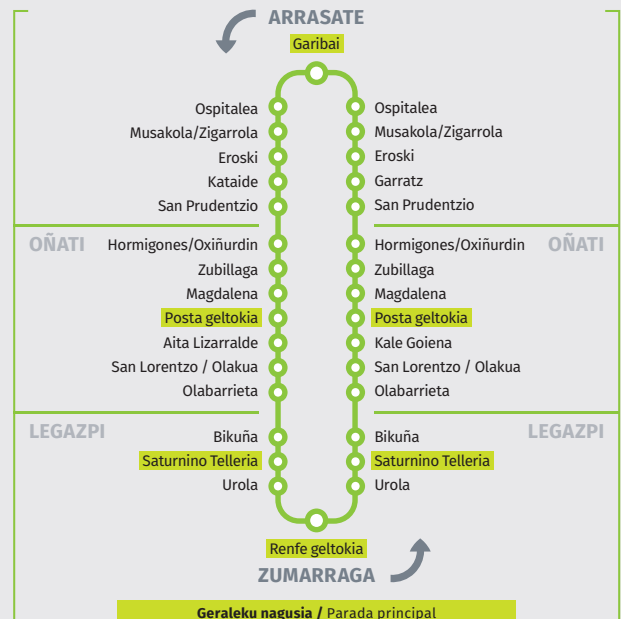 ARRASATE
Garibai
Ospitalea Ospitalea
Musakola/Zigarrola Musakola/Zigarrola
Eroski Eroski
Kataide Garratz
San Prudentzio San Prudentzio
OÑATI Hormigones/Oxiñurdin Hormigones/Oxiñurdin OÑATI
Zubillaga Zubillaga
Magdalena Magdalena
Posta geltokia Posta geltokia
Aita Lizarralde Kale Goiena
San Lorentzo / Olakua San Lorentzo / Olakua
Olabarrieta Olabarrieta
LEGAZPI LEGAZPI
Bikuña Bikuña
Saturnino Telleria Saturnino Telleria
Urola Urola
Renfe geltokia
ZUMARRAGA
Geraleku nagusia / Parada principal